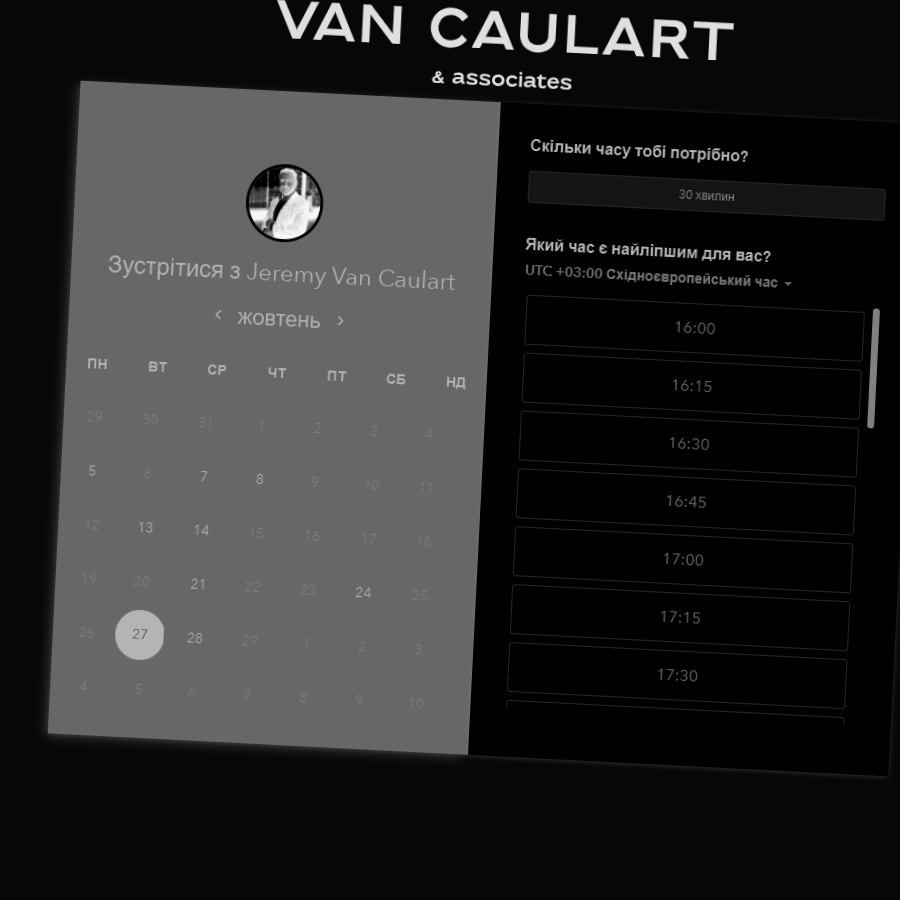 VAN CAULART
& associates
Зустрітися з Jeremy Van Caulart
жовтень
ПН ВТ СР ЧТ ПТ СБ НД
29 30 31 1 2 3 4
5 6 7 8 9 10 11
12 13 14 15 16 17 18
19 20 21 22 23 24 25
26 27 28 29 1 2 3
4 5 6 7 8 9 10
Скільки часу тобі потрібно?
30 хвилин
Який час є найліпшим для вас?
UTC +03:00 Східноєвропейський час
16:00
16:15
16:30
16:45
17:00
17:15
17:30